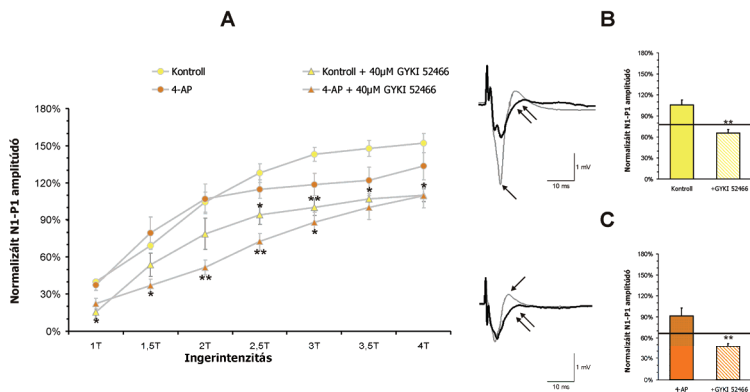 A
Kontroll
4-AP
Kontroll + 40µM GYKI 52466
4-AP + 40µM GYKI 52466
Normalizált N1-P1 amplitúdó
180%
150%
120%
90%
60%
30%
0%
* * ** * ** * ** * * *
1T 1,5T 2T 2,5T 3T 3,5T 4T
Ingerintenzitás
1 mV
10 ms
1 mV
10 ms
B
Normalizált N1-P1 amplitúdó
180%
150%
120%
90%
60%
30%
0%
**
Kontroll +GYKI 52466
C
Normalizált N1-P1 amplitúdó
180%
150%
120%
90%
60%
30%
0%
**
4-AP +GYKI 52466